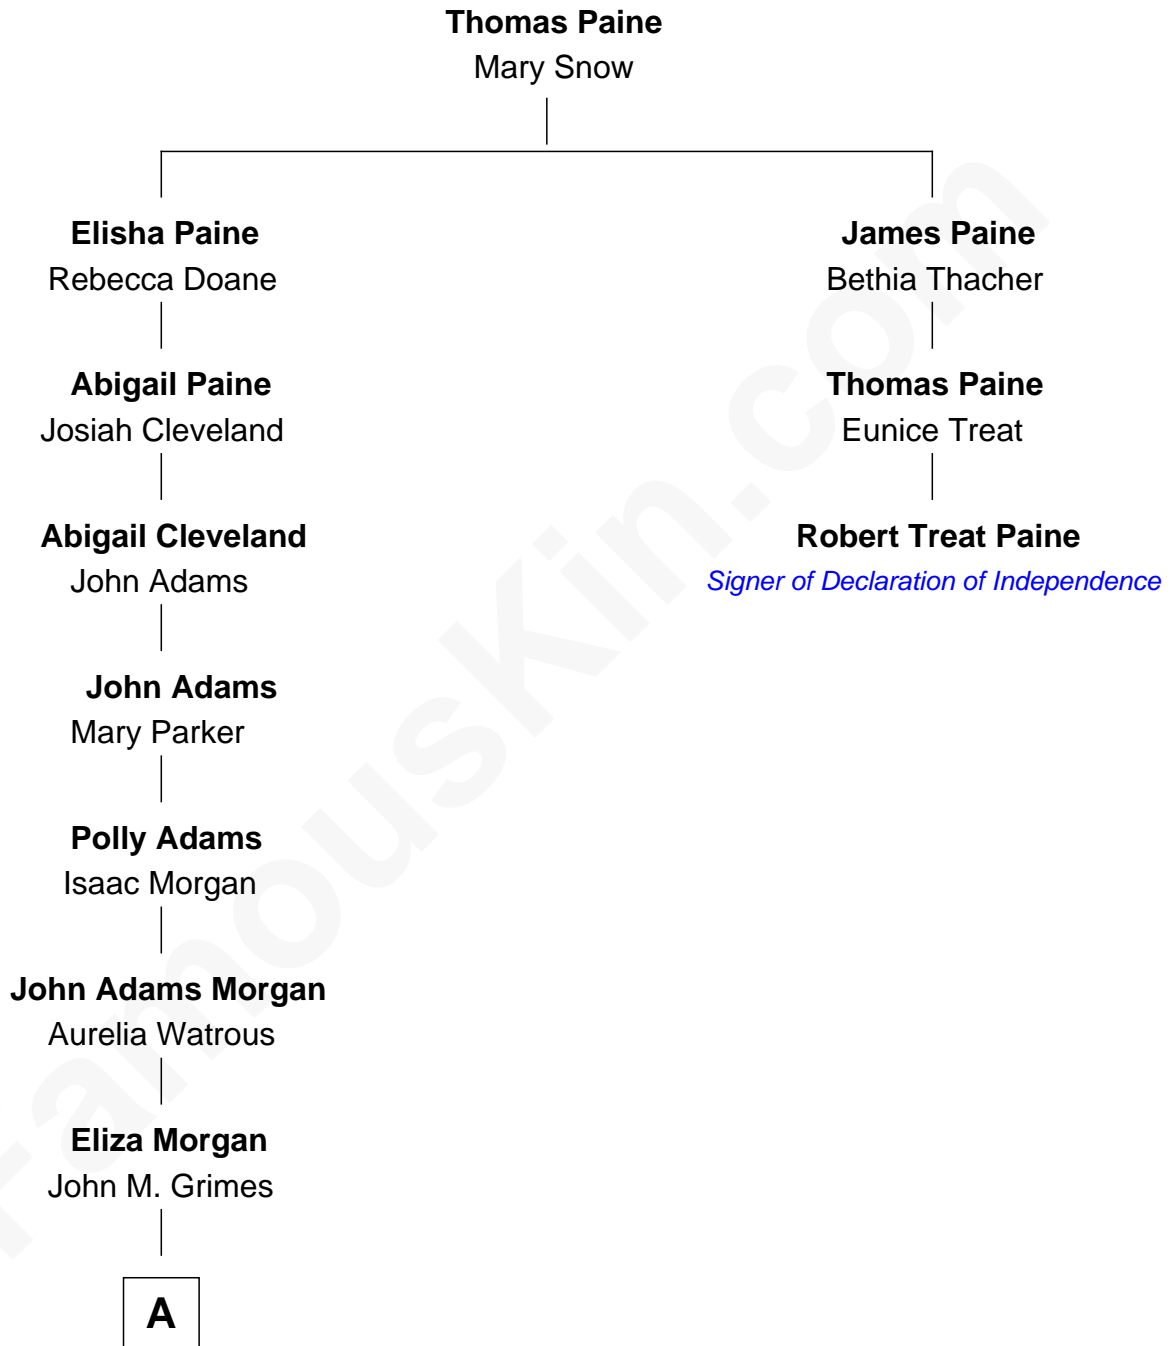 Thomas Paine
Mary Snow
Elisha Paine
Rebecca Doane
James Paine
Bethia Thacher
Abigail Paine
Josiah Cleveland
Thomas Paine
Eunice Treat
Abigail Cleveland
John Adams
Robert Treat Paine
Signer of Declaration of Independence
John Adams
Mary Parker
Polly Adams
Isaac Morgan
John Adams Morgan
Aurelia Watrous
Eliza Morgan
John M. Grimes
A
FamousKin.com